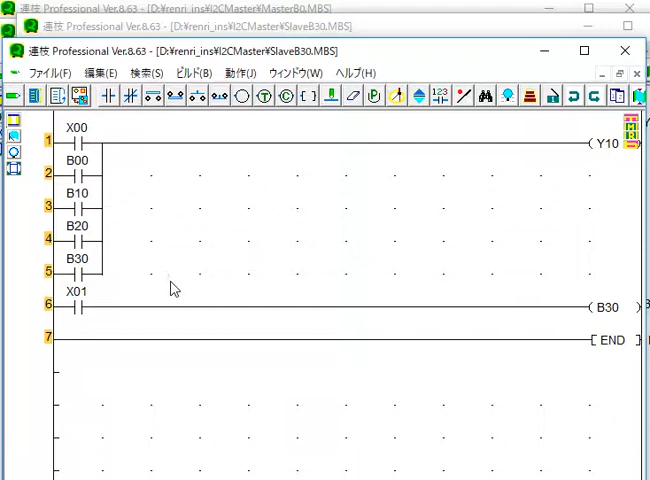 連枝 Professional Ver.8.63 - [D:¥renri_ins¥I2CMaster¥MasterB0.MBS]
連枝 Professional Ver.8.63 - [D:¥renri_ins¥I2CMaster¥SlaveB30.MBS]
連枝 Professional Ver.8.63 - [D:¥renri_ins¥I2CMaster¥SlaveB30.MBS]
ファイル(F) 編集(E) 検索(S) ビルド(B) 動作(J) ウィンドウ(W) ヘルプ(H)
T C 123
X00
1 Y10
B00
2
B10
3
B20
4
B30
5
X01
6 B30
7 END